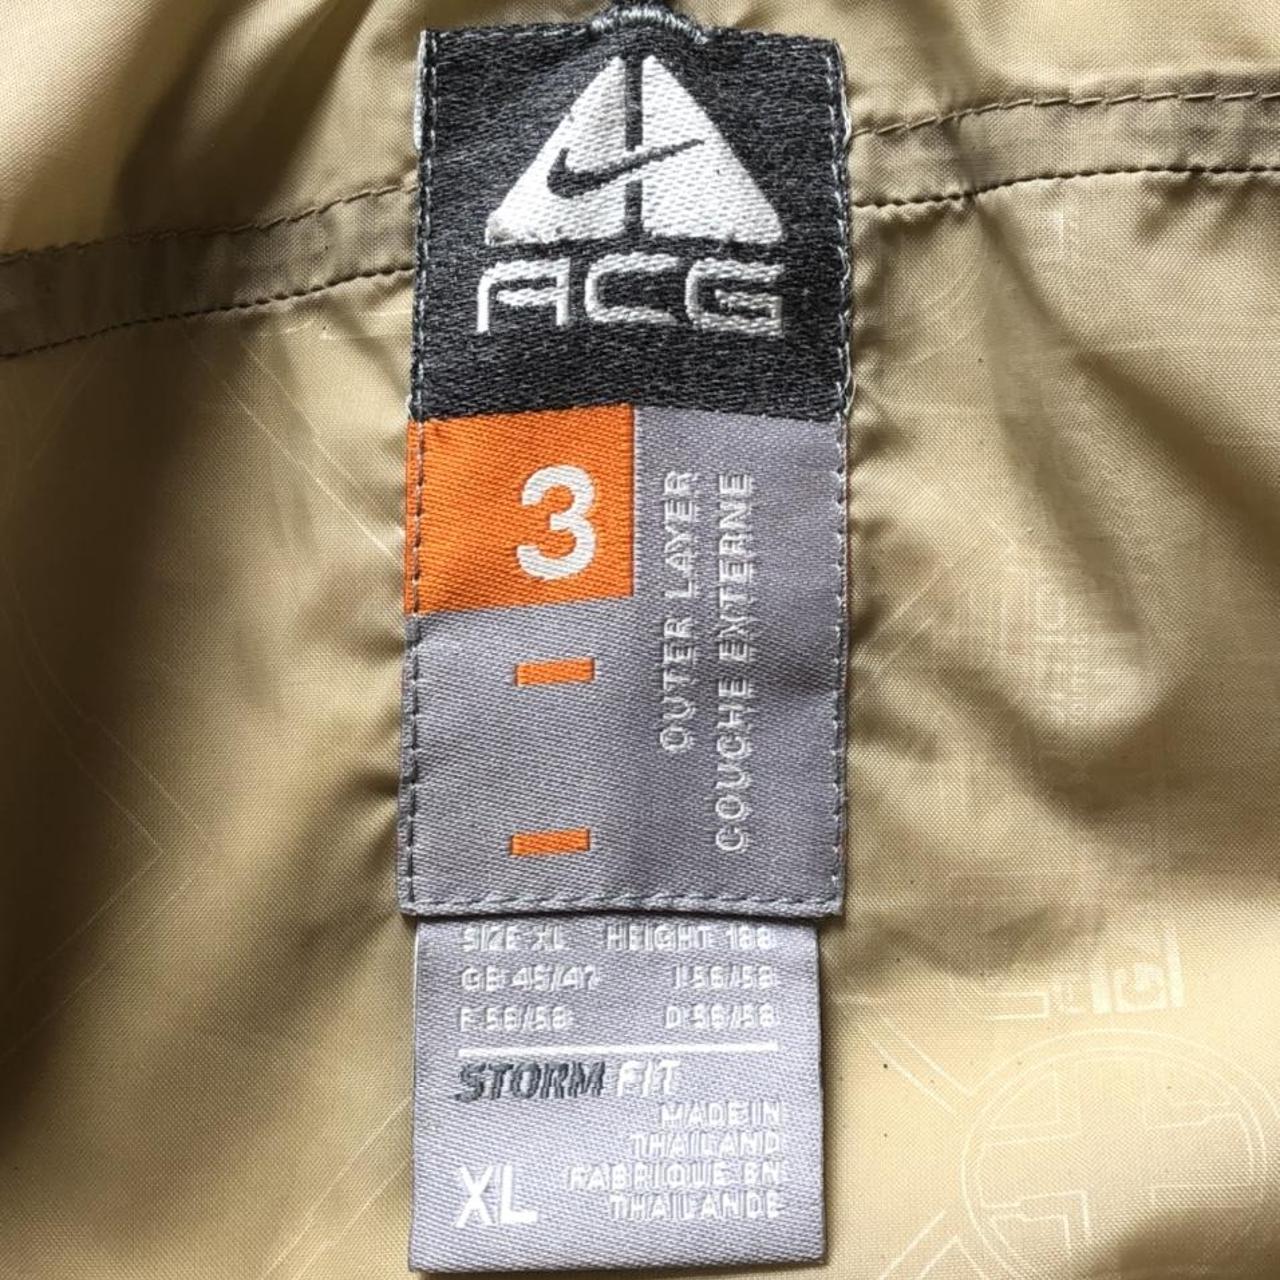 ACG
3
OUTER LAYER
COUCHE EXTERNE
SIZE XL HEIGHT 188
GB 45/47 I 56/58
F 56/58 D 56/58
STORM FIT
MADE IN
THAILAND
FABRIQUE EN
THAILANDE
XL